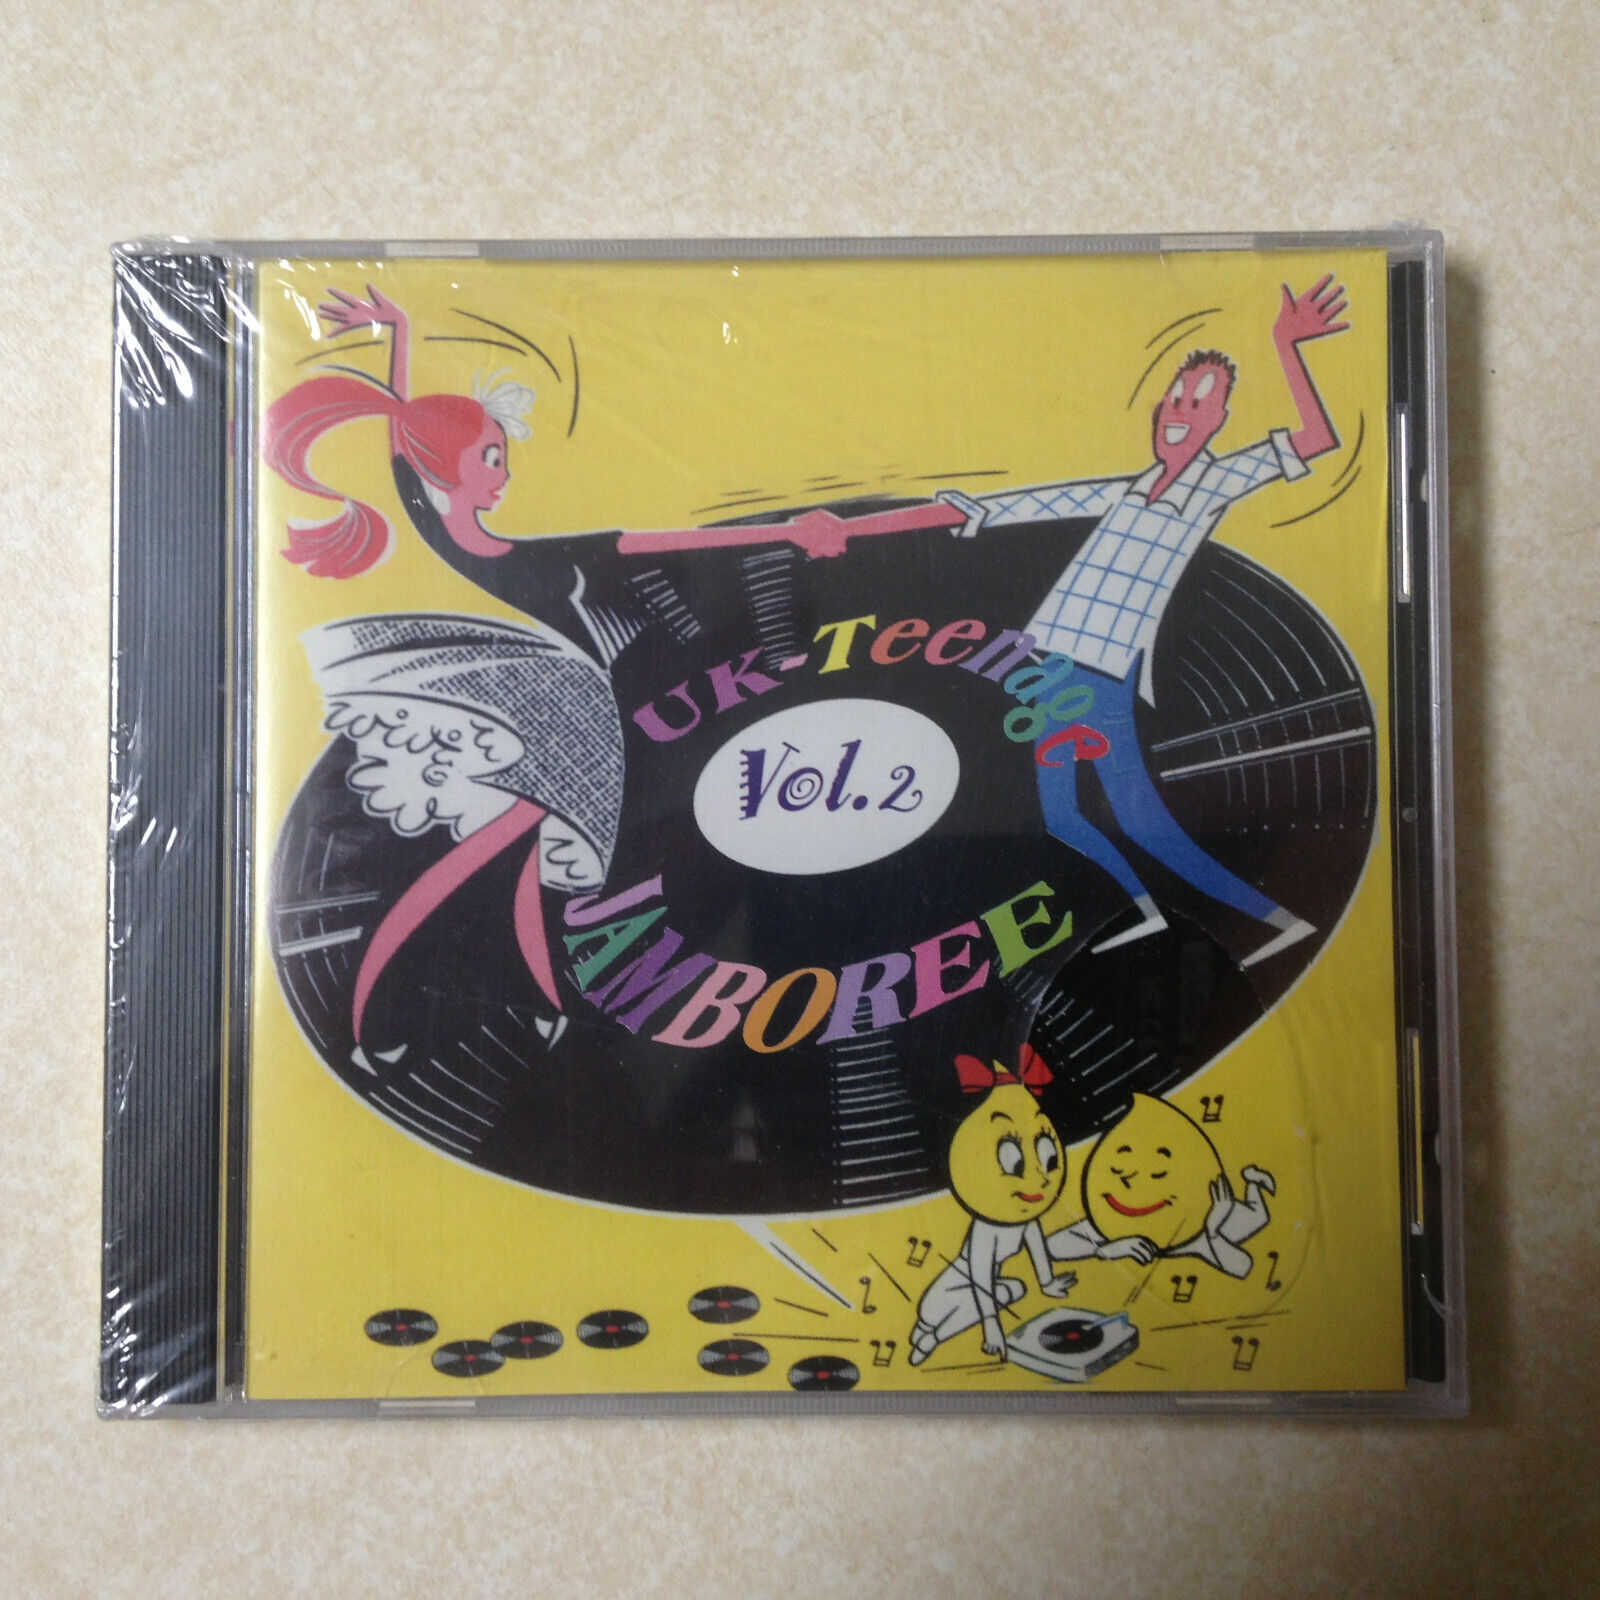 UK-Teenage
Vol. 2
JAMBOREE